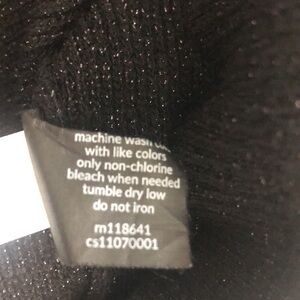 machine wash
with like colors
only non-chlorine
bleach when needed
tumble dry low
do not iron
rn118641
cs11070001